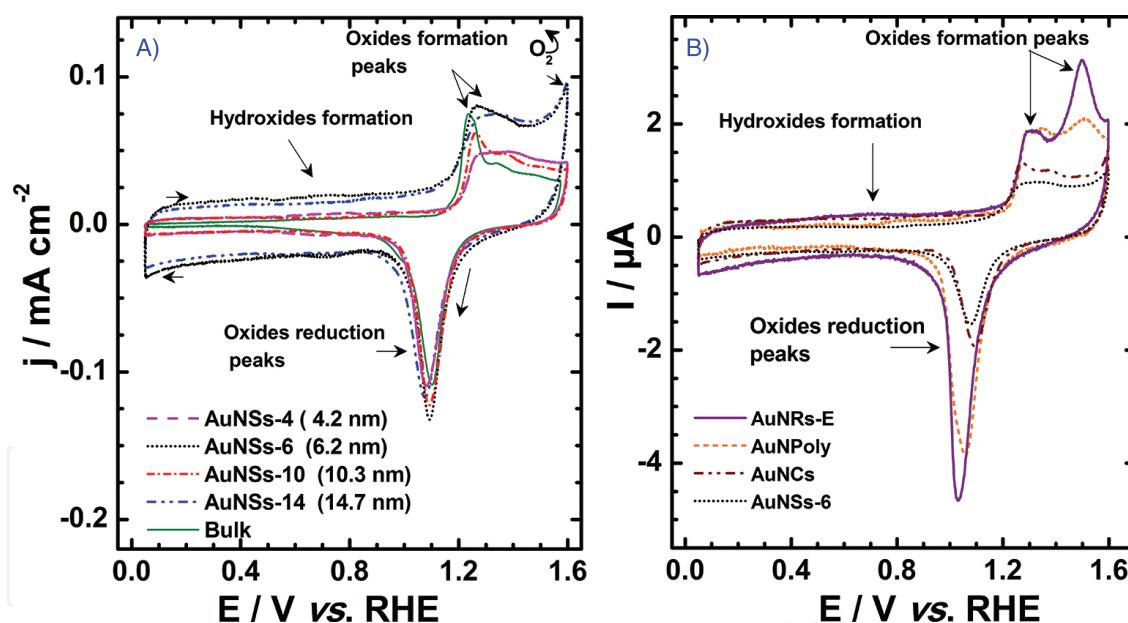 A)
Oxides formation
peaks
O2
Hydroxides formation
Oxides reduction
peaks
AuNSs-4 ( 4.2 nm)
AuNSs-6 (6.2 nm)
AuNSs-10 (10.3 nm)
AuNSs-14 (14.7 nm)
Bulk
0.1
0.0
-0.1
-0.2
j / mA cm-2
0.0 0.4 0.8 1.2 1.6
E / V vs. RHE
B)
Oxides formation peaks
Hydroxides formation
Oxides reduction
peaks
AuNRs-E
AuNPoly
AuNCs
AuNSs-6
2
0
-2
-4
I / µA
0.0 0.4 0.8 1.2 1.6
E / V vs. RHE